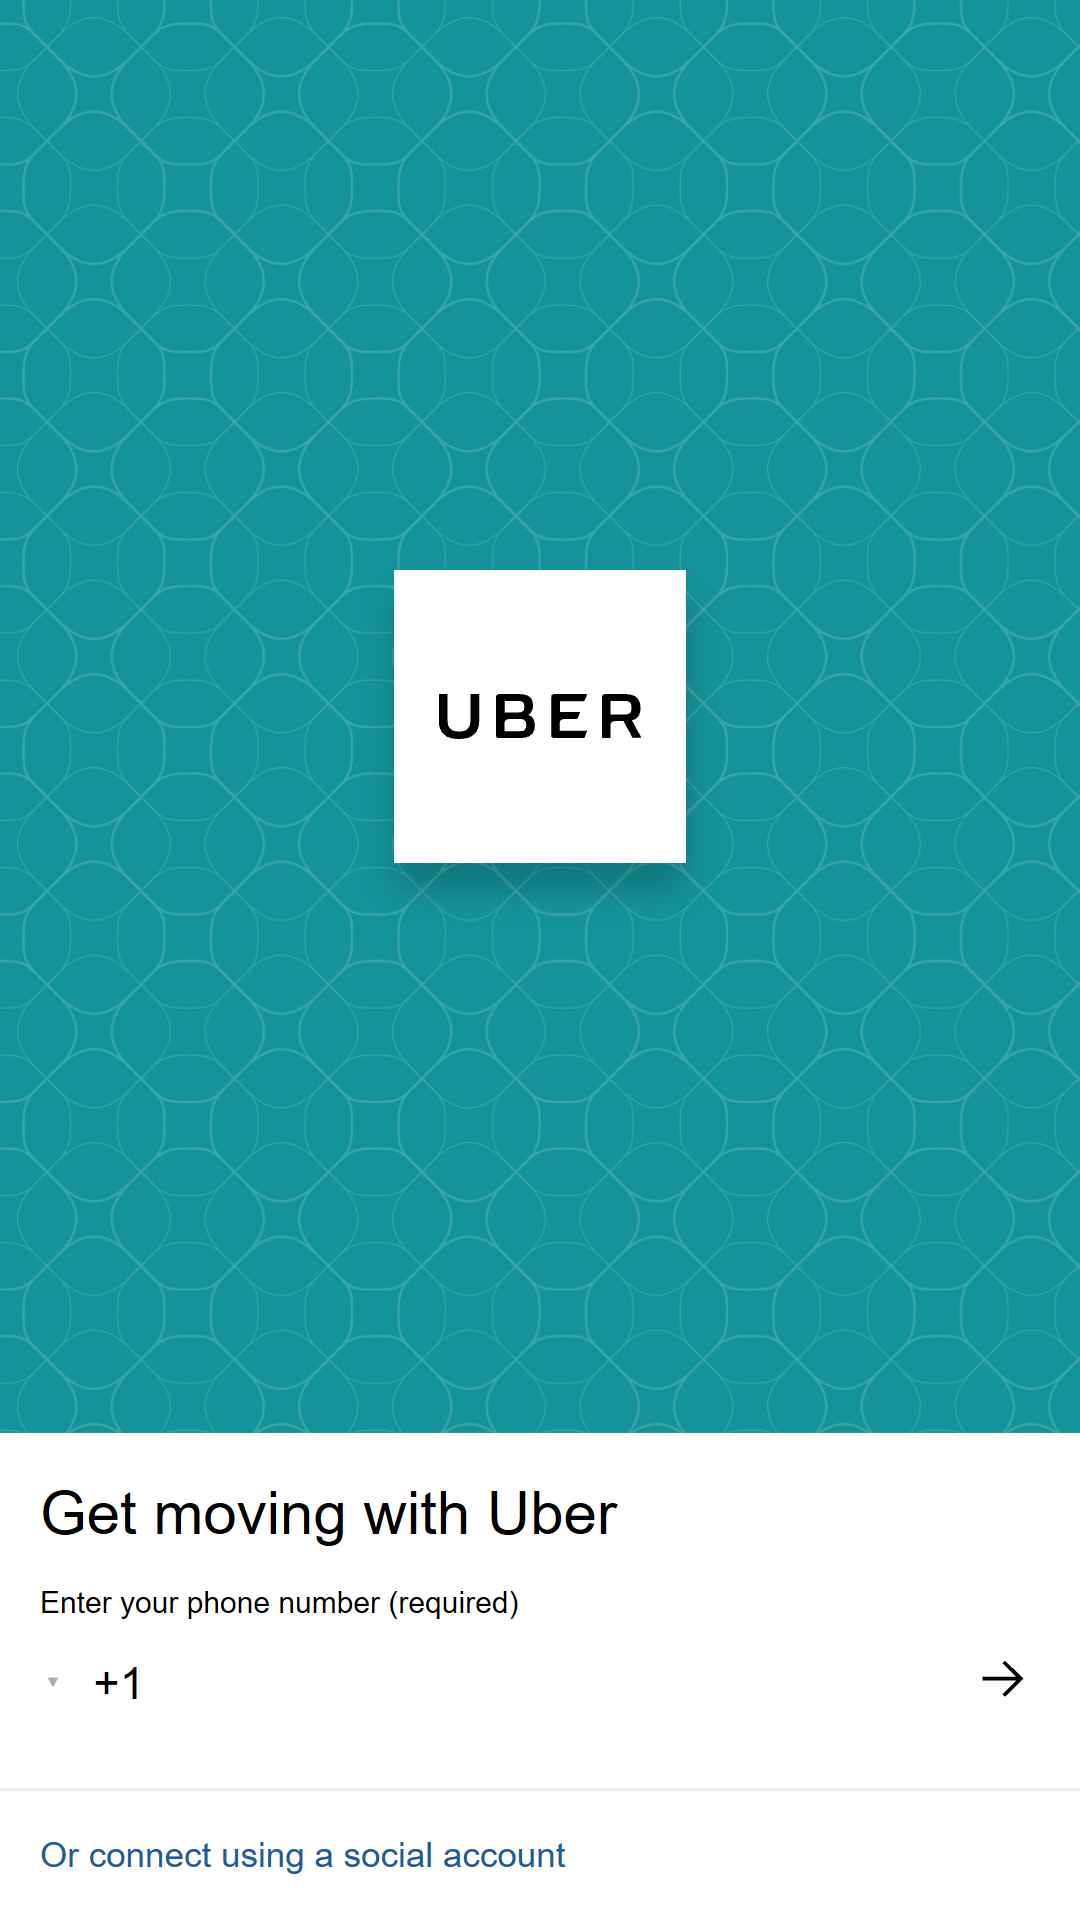 UBER
Get moving with Uber
Enter your phone number (required)
+1
Or connect using a social account